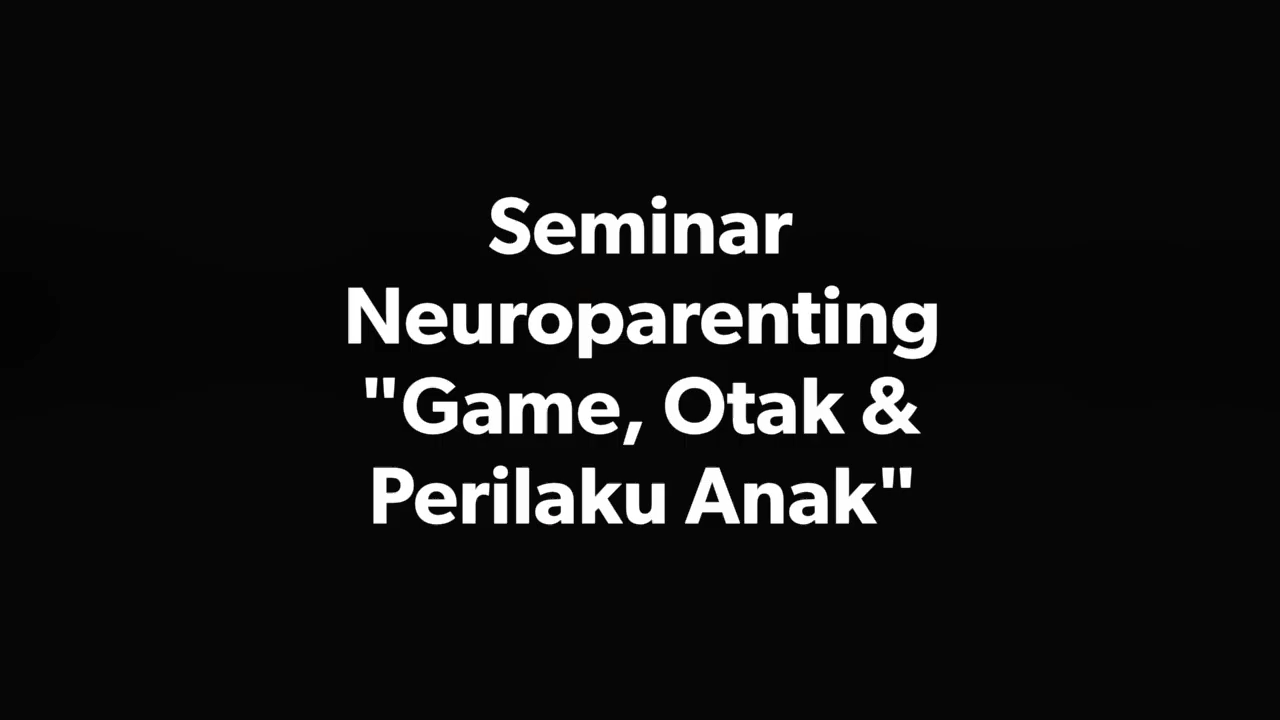 Seminar
Neuroparenting
"Game, Otak &
Perilaku Anak"